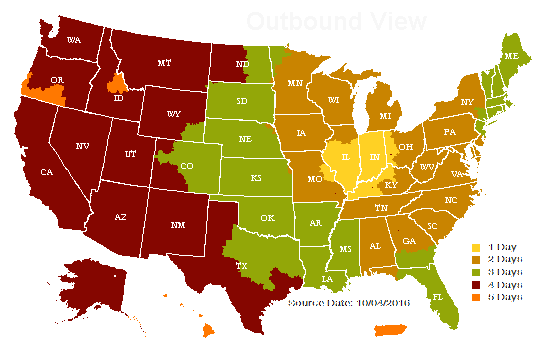 Outbound View
WA
ME
MT
ND
OR
MN
ID
SD
WI
NY
WY
MI
IA
PA
NE
NV
OH
IL
IN
UT
CO
WV
VA
CA
KS
MO
KY
NC
TN
OK
AR
SC
AZ
NM
MS
AL
GA
TX
LA
FL
1 Day
2 Days
3 Days
4 Days
5 Days
Source Date: 10/04/2016